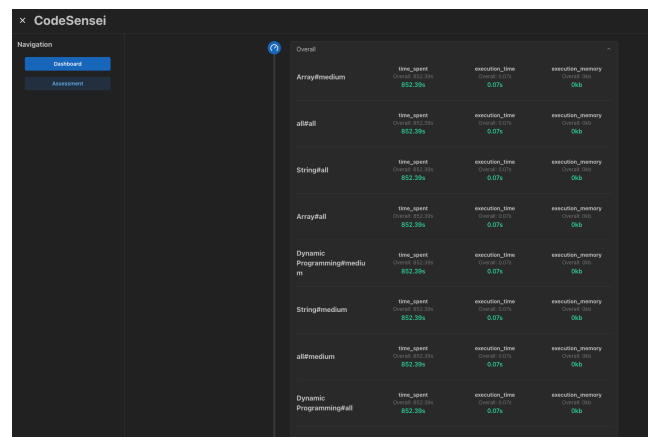 × CodeSensei
Navigation
Dashboard
Assessment
Overall
Array#medium
time_spent
Overall: 852.39s
852.39s
execution_time
Overall: 0.07s
0.07s
execution_memory
Overall: 0kb
0kb
all#all
time_spent
Overall: 852.39s
852.39s
execution_time
Overall: 0.07s
0.07s
execution_memory
Overall: 0kb
0kb
String#all
time_spent
Overall: 852.39s
852.39s
execution_time
Overall: 0.07s
0.07s
execution_memory
Overall: 0kb
0kb
Array#all
time_spent
Overall: 852.39s
852.39s
execution_time
Overall: 0.07s
0.07s
execution_memory
Overall: 0kb
0kb
Dynamic
Programming#mediu
m
time_spent
Overall: 852.39s
852.39s
execution_time
Overall: 0.07s
0.07s
execution_memory
Overall: 0kb
0kb
String#medium
time_spent
Overall: 852.39s
852.39s
execution_time
Overall: 0.07s
0.07s
execution_memory
Overall: 0kb
0kb
all#medium
time_spent
Overall: 852.39s
852.39s
execution_time
Overall: 0.07s
0.07s
execution_memory
Overall: 0kb
0kb
Dynamic
Programming#all
time_spent
Overall: 852.39s
852.39s
execution_time
Overall: 0.07s
0.07s
execution_memory
Overall: 0kb
0kb